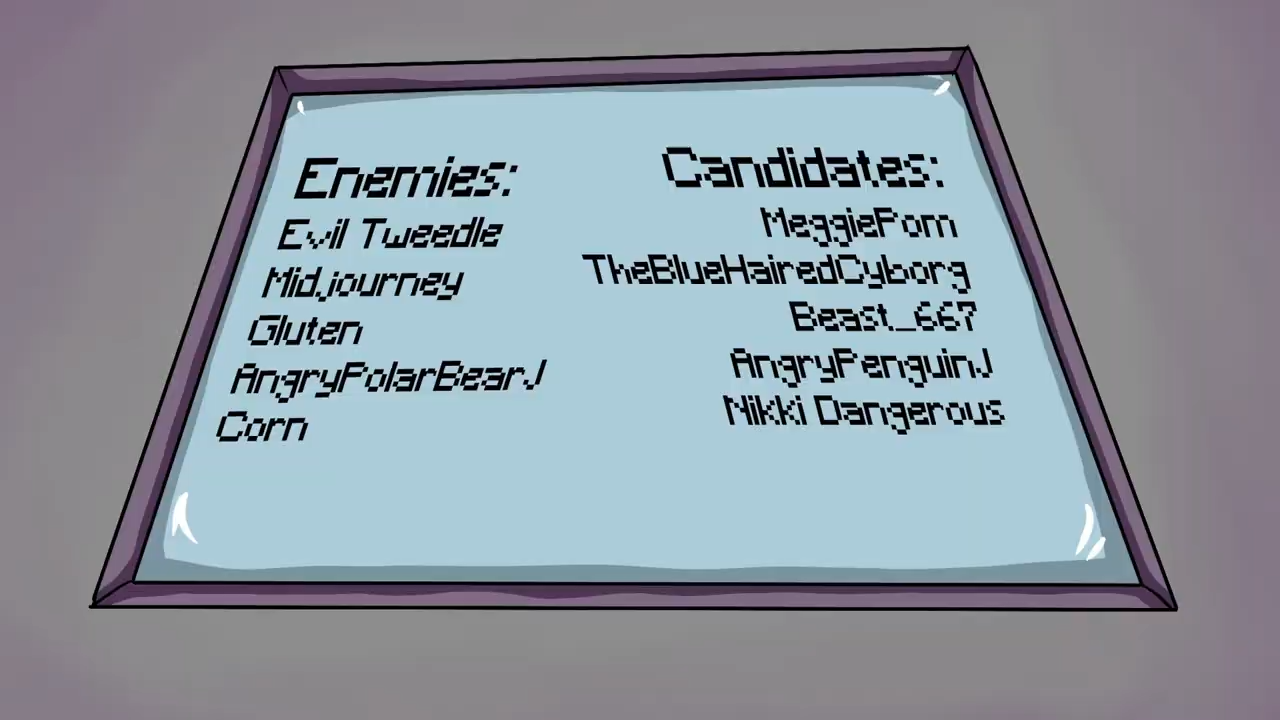 Enemies:
Evil Tweedle
Midjourney
Gluten
AngryPolarBearJ
Corn
Candidates:
MeggiePom
TheBlueHairedCyborg
Beast_667
AngryPenguinJ
Nikki Dangerous